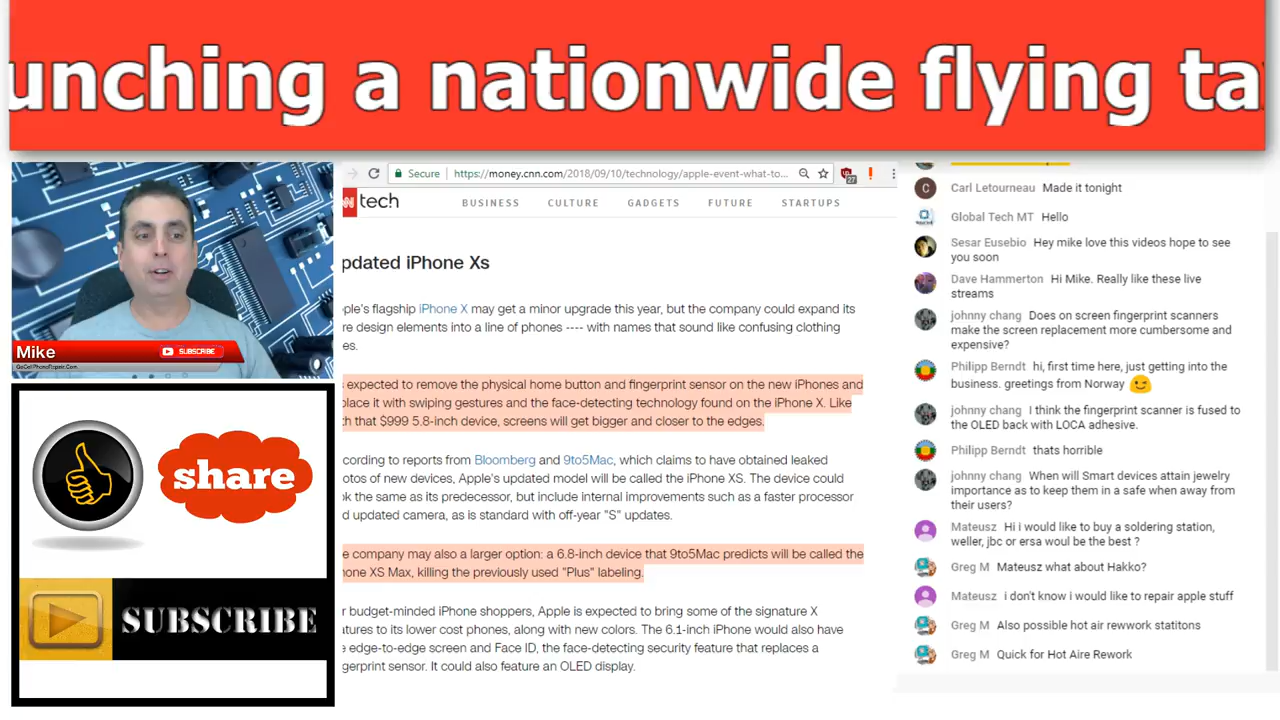 unching a nationwide flying ta
Mike
SUBSCRIBE
GoCellPhoneRepair.Com
share
SUBSCRIBE
Secure https://money.cnn.com/2018/09/10/technology/apple-event-what-to...
27
tech BUSINESS CULTURE GADGETS FUTURE STARTUPS
pdated iPhone Xs
ple's flagship iPhone X may get a minor upgrade this year, but the company could expand its
re design elements into a line of phones ---- with names that sound like confusing clothing
es.
s expected to remove the physical home button and fingerprint sensor on the new iPhones and
place it with swiping gestures and the face-detecting technology found on the iPhone X. Like
th that $999 5.8-inch device, screens will get bigger and closer to the edges.
cording to reports from Bloomberg and 9to5Mac, which claims to have obtained leaked
otos of new devices, Apple's updated model will be called the iPhone XS. The device could
ok the same as its predecessor, but include internal improvements such as a faster processor
d updated camera, as is standard with off-year "S" updates.
e company may also a larger option: a 6.8-inch device that 9to5Mac predicts will be called the
hone XS Max, killing the previously used "Plus" labeling.
r budget-minded iPhone shoppers, Apple is expected to bring some of the signature X
atures to its lower cost phones, along with new colors. The 6.1-inch iPhone would also have
e edge-to-edge screen and Face ID, the face-detecting security feature that replaces a
gerprint sensor. It could also feature an OLED display.
C Carl Letourneau Made it tonight
Global Tech MT Hello
Sesar Eusebio Hey mike love this videos hope to see
you soon
Dave Hammerton Hi Mike. Really like these live
streams
johnny chang Does on screen fingerprint scanners
make the screen replacement more cumbersome and
expensive?
Philipp Berndt hi, first time here, just getting into the
business. greetings from Norway
johnny chang I think the fingerprint scanner is fused to
the OLED back with LOCA adhesive.
Philipp Berndt thats horrible
johnny chang When will Smart devices attain jewelry
importance as to keep them in a safe when away from
their users?
Mateusz Hi i would like to buy a soldering station,
weller, jbc or ersa woul be the best ?
Greg M Mateusz what about Hakko?
Mateusz i don't know i would like to repair apple stuff
Greg M Also possible hot air rewwork statitons
Greg M Quick for Hot Aire Rework